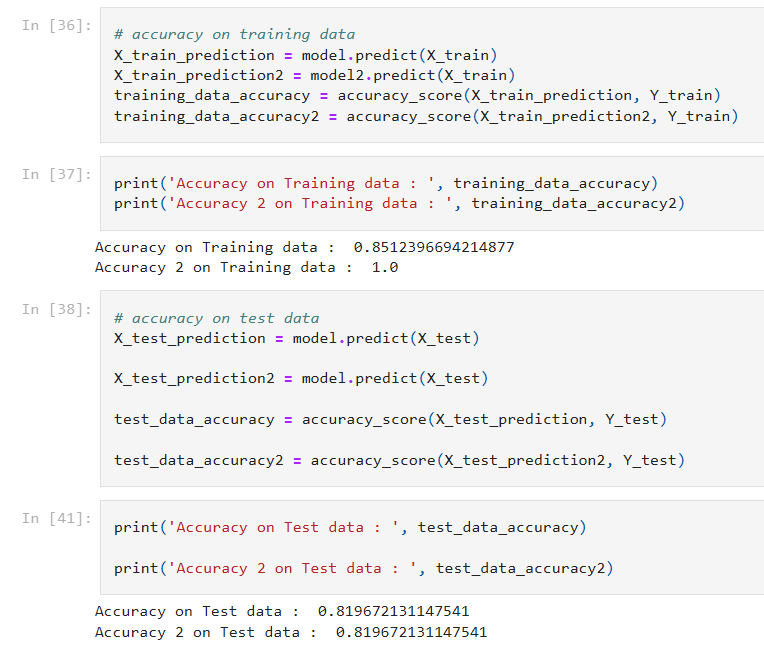 In [36]:
# accuracy on training data
X_train_prediction = model.predict(X_train)
X_train_prediction2 = model2.predict(X_train)
training_data_accuracy = accuracy_score(X_train_prediction, Y_train)
training_data_accuracy2 = accuracy_score(X_train_prediction2, Y_train)
In [37]:
print('Accuracy on Training data : ', training_data_accuracy)
print('Accuracy 2 on Training data : ', training_data_accuracy2)
Accuracy on Training data :  0.8512396694214877
Accuracy 2 on Training data :  1.0
In [38]:
# accuracy on test data
X_test_prediction = model.predict(X_test)
X_test_prediction2 = model.predict(X_test)
test_data_accuracy = accuracy_score(X_test_prediction, Y_test)
test_data_accuracy2 = accuracy_score(X_test_prediction2, Y_test)
In [41]:
print('Accuracy on Test data : ', test_data_accuracy)
print('Accuracy 2 on Test data : ', test_data_accuracy2)
Accuracy on Test data :  0.819672131147541
Accuracy 2 on Test data :  0.819672131147541